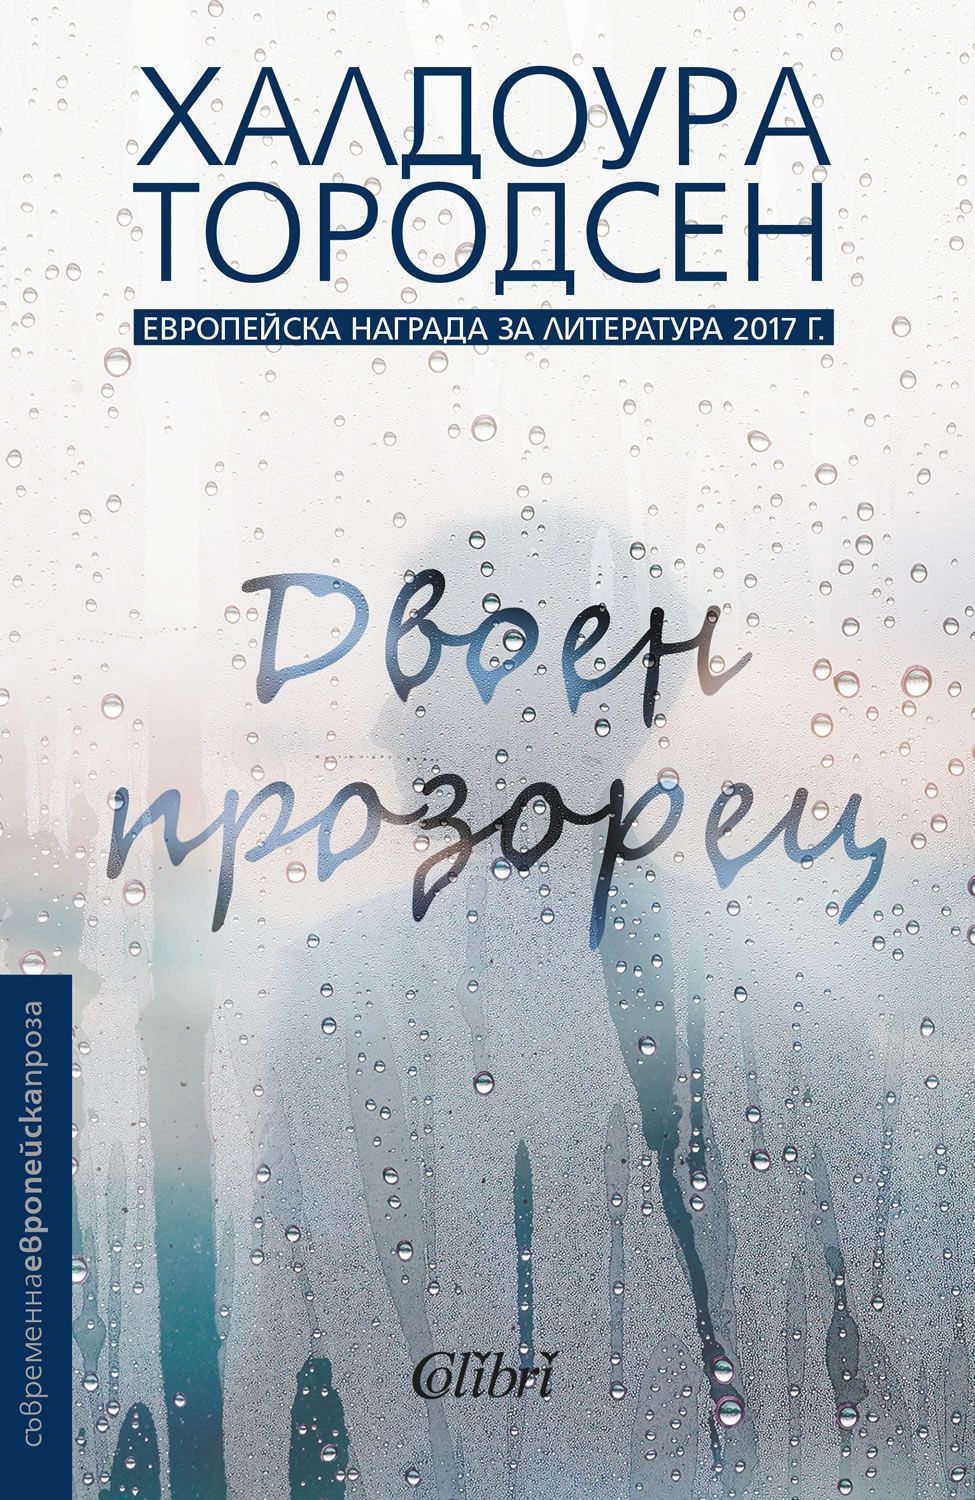 ХАЛДОУРА
ТОРОДСЕН
ЕВРОПЕЙСКА НАГРАДА ЗА ЛИТЕРАТУРА 2017 Г.
Двоен
прозорец
съвременнаевропейскапроза
Colibri